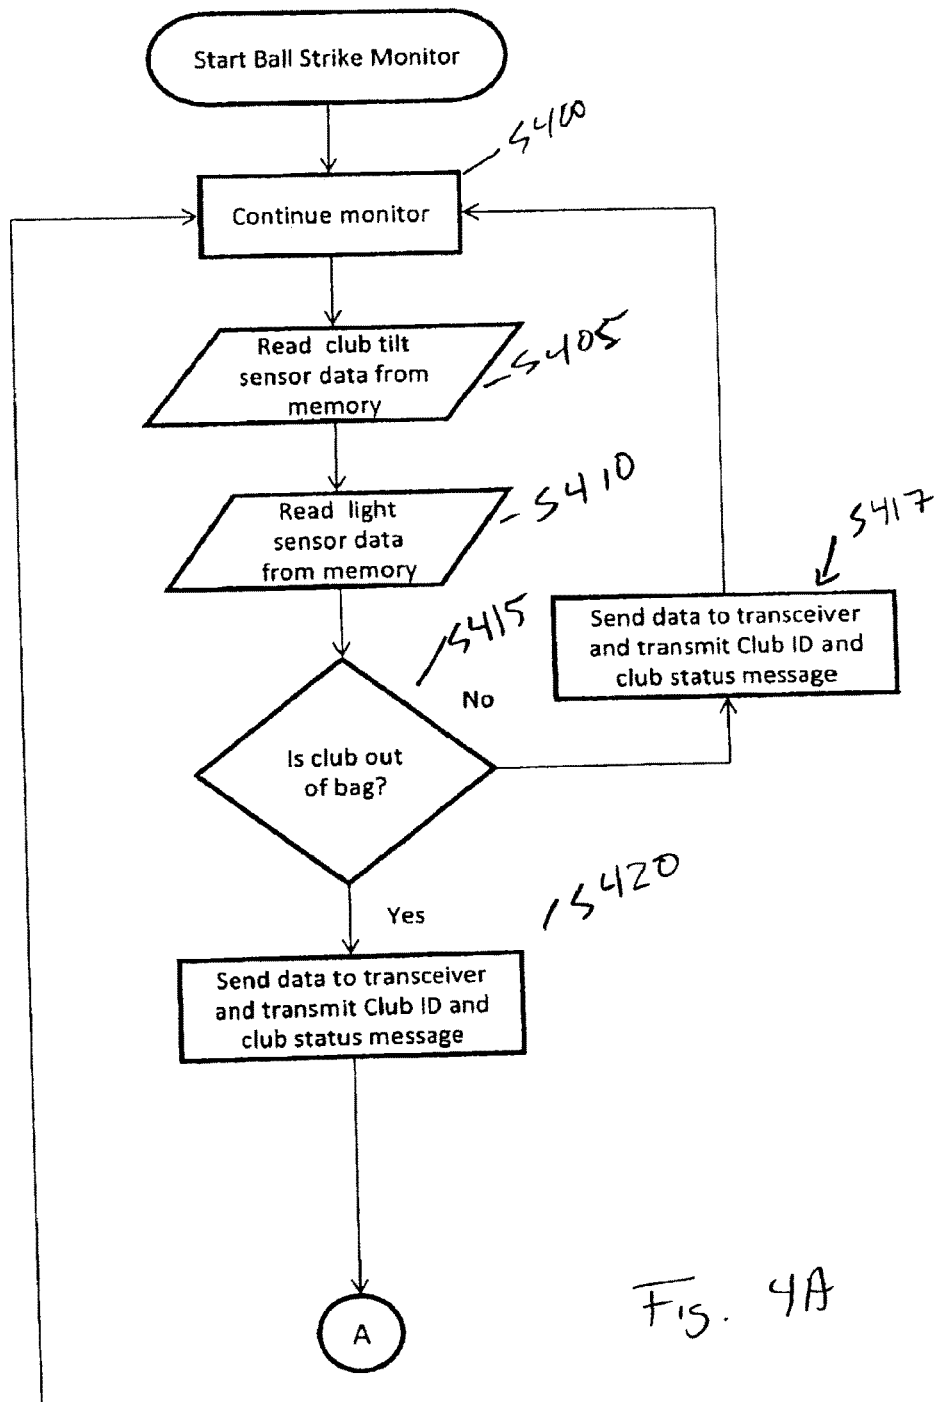 Start Ball Strike Monitor
S400
Continue monitor
Read club tilt
sensor data from
memory
S405
Read light
sensor data
from memory
S410
S417
Send data to transceiver
and transmit Club ID and
club status message
S415
No
Is club out
of bag?
S420
Yes
Send data to transceiver
and transmit Club ID and
club status message
A
Fig. 4A